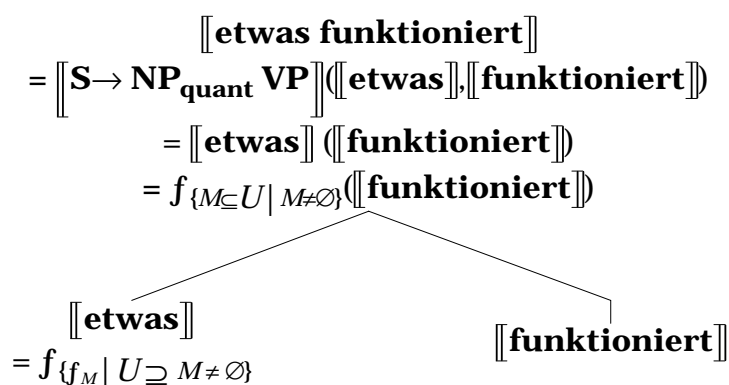 ⟦etwas funktioniert⟧
= ⟦S→ NP_quant VP⟧(⟦etwas⟧,⟦funktioniert⟧)
= ⟦etwas⟧ (⟦funktioniert⟧)
= f_{M⊆U| M≠∅}(⟦funktioniert⟧)
⟦etwas⟧ ⟦funktioniert⟧
= f_{f_M| U⊇ M≠∅}